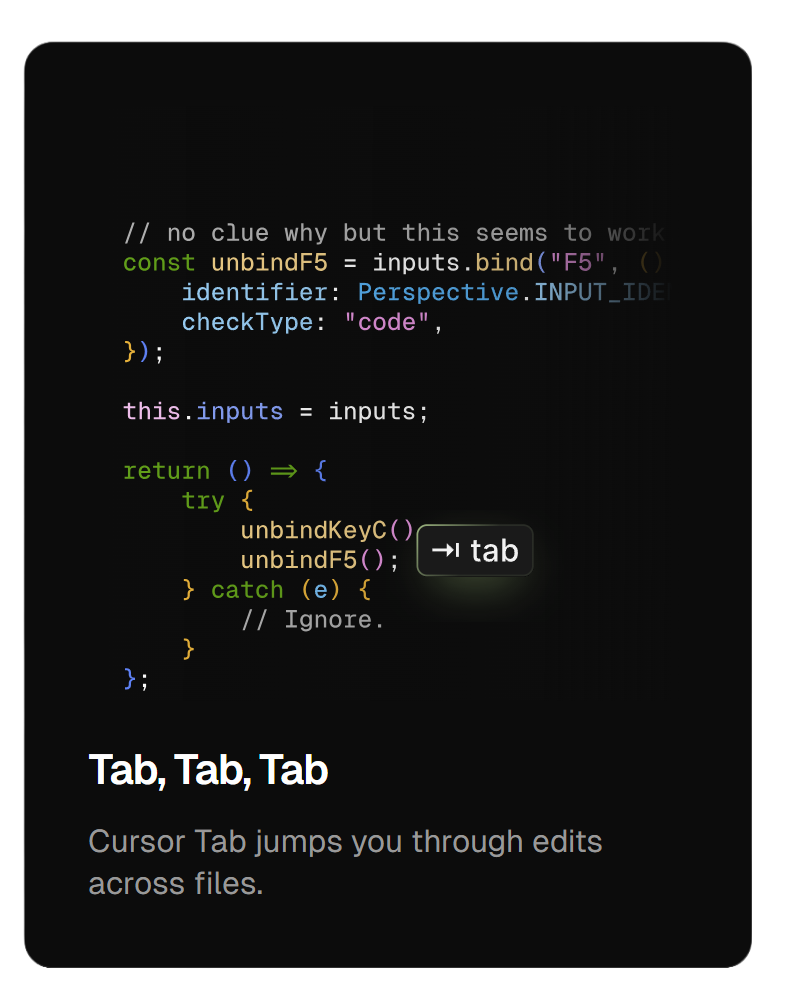 // no clue why but this seems to work
const unbindF5 = inputs.bind("F5", ()
    identifier: Perspective.INPUT_IDE
    checkType: "code",
});
this.inputs = inputs;
return () => {
    try {
        unbindKeyC()
        unbindF5();
    } catch (e) {
        // Ignore.
    }
};
tab
Tab, Tab, Tab
Cursor Tab jumps you through edits
across files.